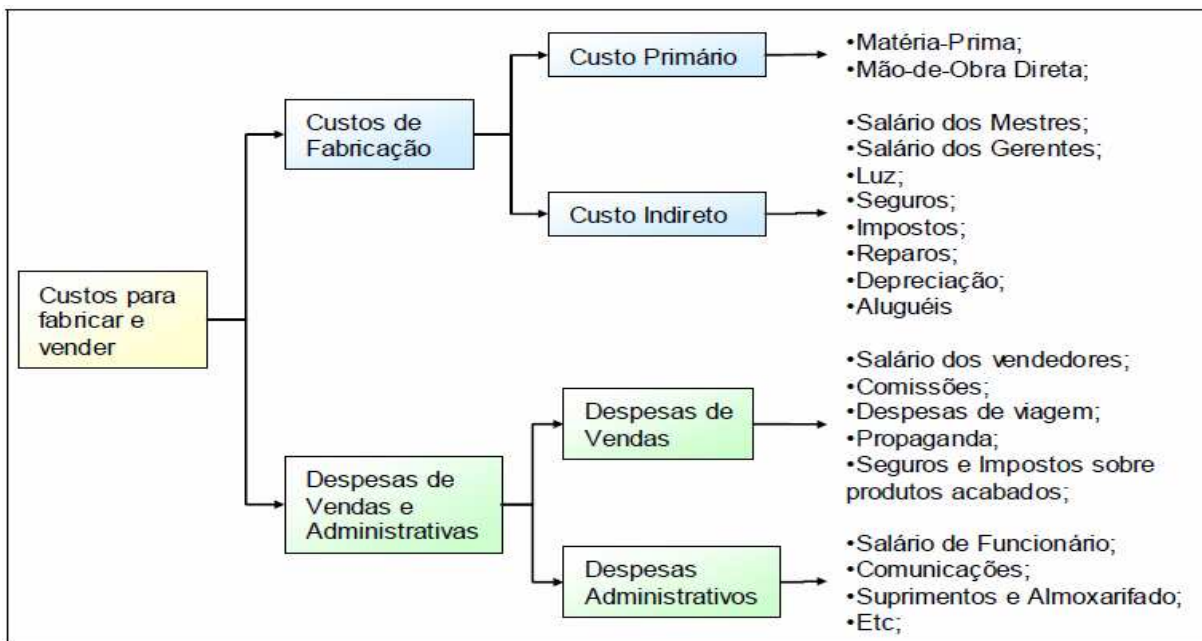 Custo Primário
•Matéria-Prima;
•Mão-de-Obra Direta;
Custos de
Fabricação
•Salário dos Mestres;
•Salário dos Gerentes;
•Luz;
•Seguros;
•Impostos;
•Reparos;
•Depreciação;
•Aluguéis
Custo Indireto
Custos para
fabricar e
vender
•Salário dos vendedores;
•Comissões;
•Despesas de viagem;
•Propaganda;
•Seguros e Impostos sobre
produtos acabados;
Despesas de
Vendas
Despesas de
Vendas e
Administrativas
Despesas
Administrativos
•Salário de Funcionário;
•Comunicações;
•Suprimentos e Almoxarifado;
•Etc;